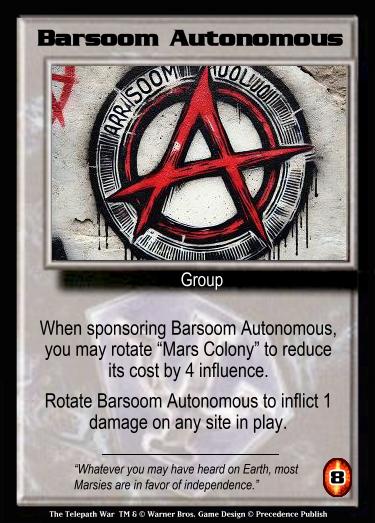 Barsoom Autonomous
ARRISOOM
Group
When sponsoring Barsoom Autonomous,
you may rotate “Mars Colony” to reduce
its cost by 4 influence.
Rotate Barsoom Autonomous to inflict 1
damage on any site in play.
“Whatever you may have heard on Earth, most
Marsies are in favor of independence.”
8
The Telepath War TM & © Warner Bros. Game Design © Precedence Publish